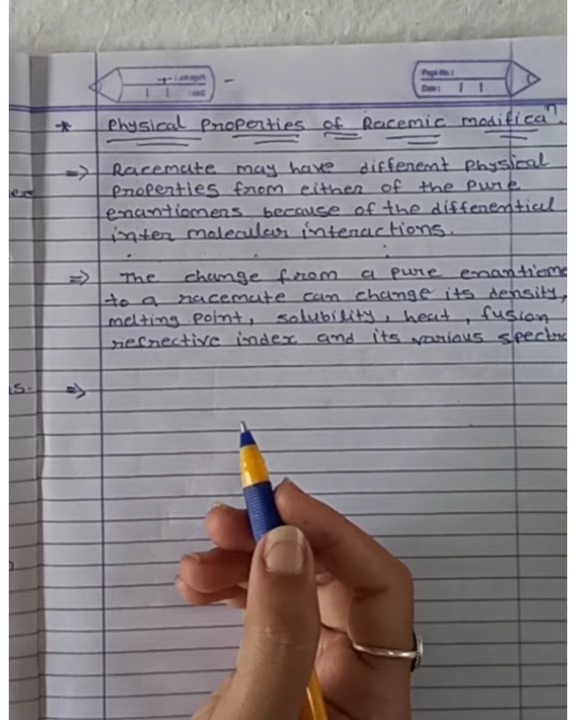 Page No.:
Date:
* Physical Properties of Racemic modificaⁿ.
=> Racemate may have different physical
Properties from either of the pure
enantiomers because of the differential
inter molecular interactions.
=> The change from a pure enantiome
to a racemate can change its density,
melting point, solubility, heat, fusion
refrective index and its various spectra
s. =>